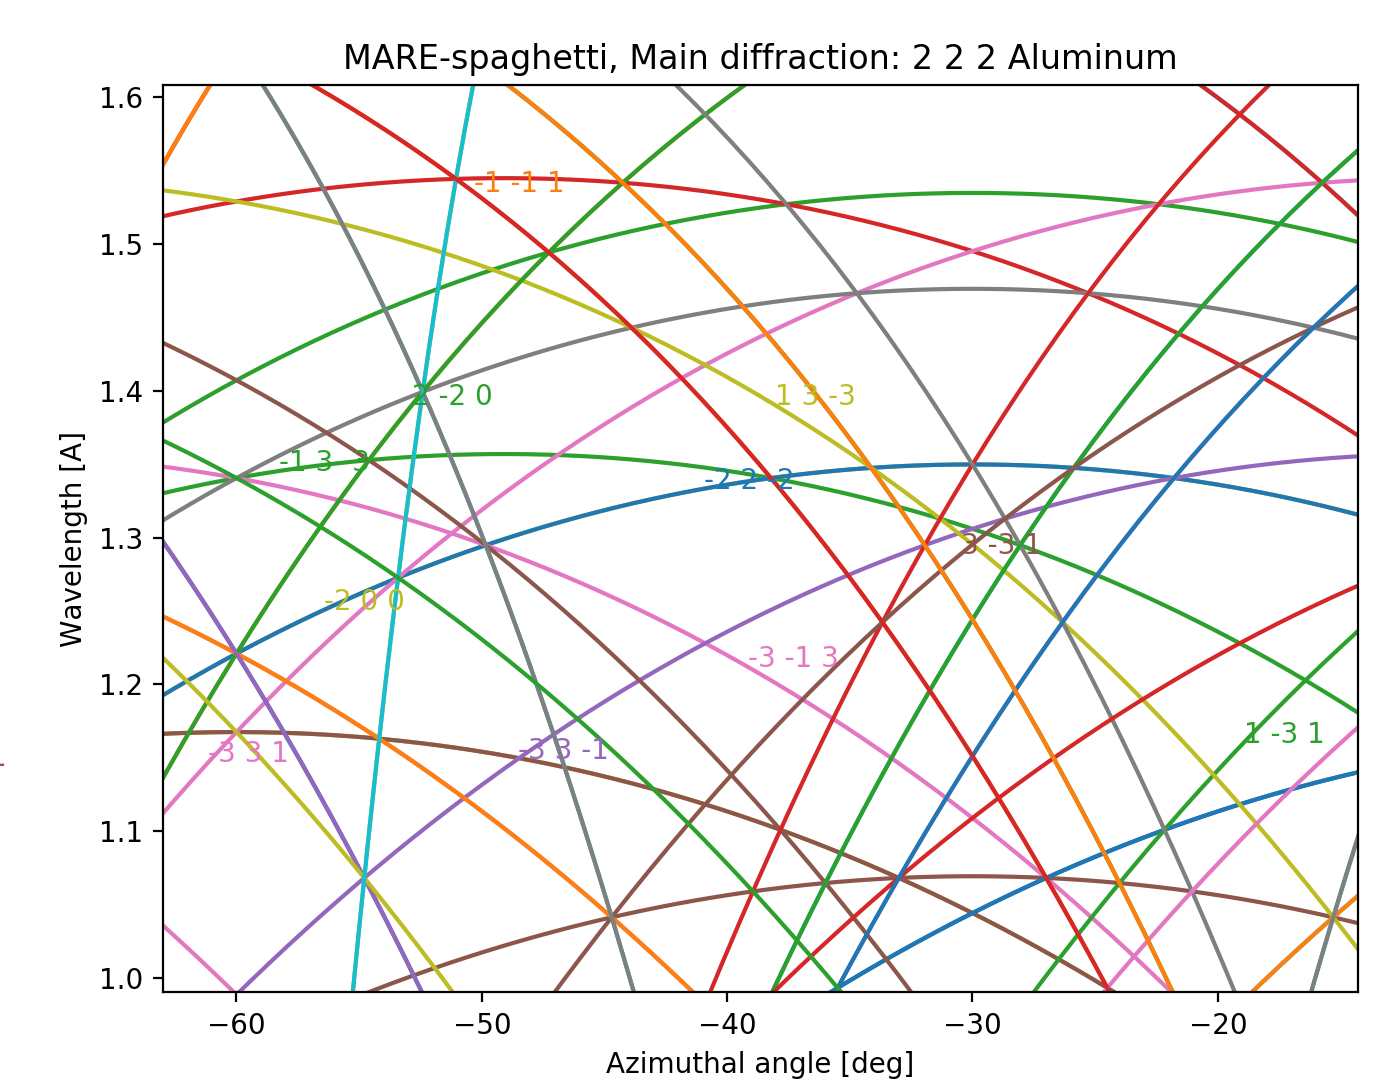 MARE-spaghetti, Main diffraction: 2 2 2 Aluminum
1.6
-1 -1 1
1.5
1.4
2 -2 0
1 3 -3
-1 3 -3
-2 2 -2
1.3
3 -3 1
-2 0 0
-3 -1 3
1.2
1 -3 1
-3 3 1
-3 3 -1
1.1
1.0
Wavelength [A]
−60 −50 −40 −30 −20
Azimuthal angle [deg]